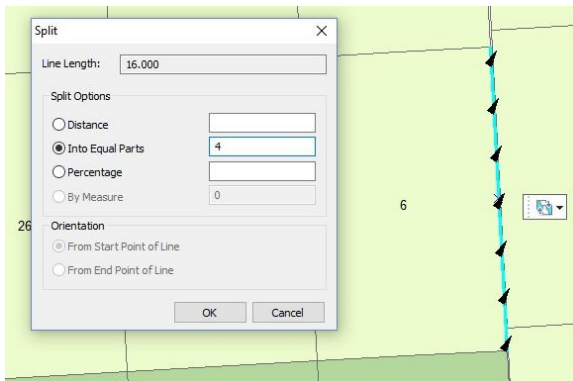 Split
Line Length: 16.000
Split Options
Distance
Into Equal Parts 4
Percentage
By Measure 0
Orientation
From Start Point of Line
From End Point of Line
OK Cancel
26
6